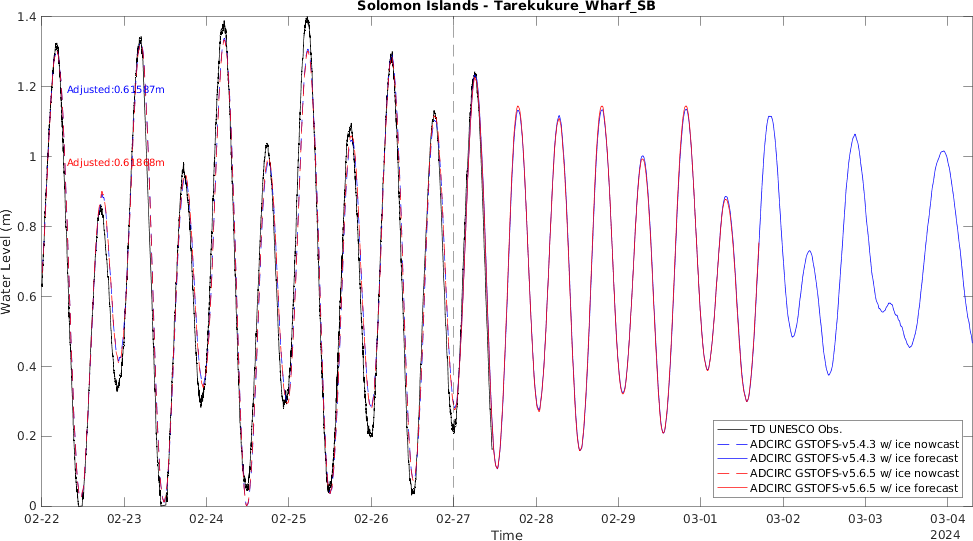 Solomon Islands - Tarekukure_Wharf_SB
1.4
1.2
1
0.8
0.6
0.4
0.2
0
Water Level (m)
Adjusted:0.61587m
Adjusted:0.61868m
TD UNESCO Obs.
ADCIRC GSTOFS-v5.4.3 w/ ice nowcast
ADCIRC GSTOFS-v5.4.3 w/ ice forecast
ADCIRC GSTOFS-v5.6.5 w/ ice nowcast
ADCIRC GSTOFS-v5.6.5 w/ ice forecast
02-22 02-23 02-24 02-25 02-26 02-27 02-28 02-29 03-01 03-02 03-03 03-04
Time
2024